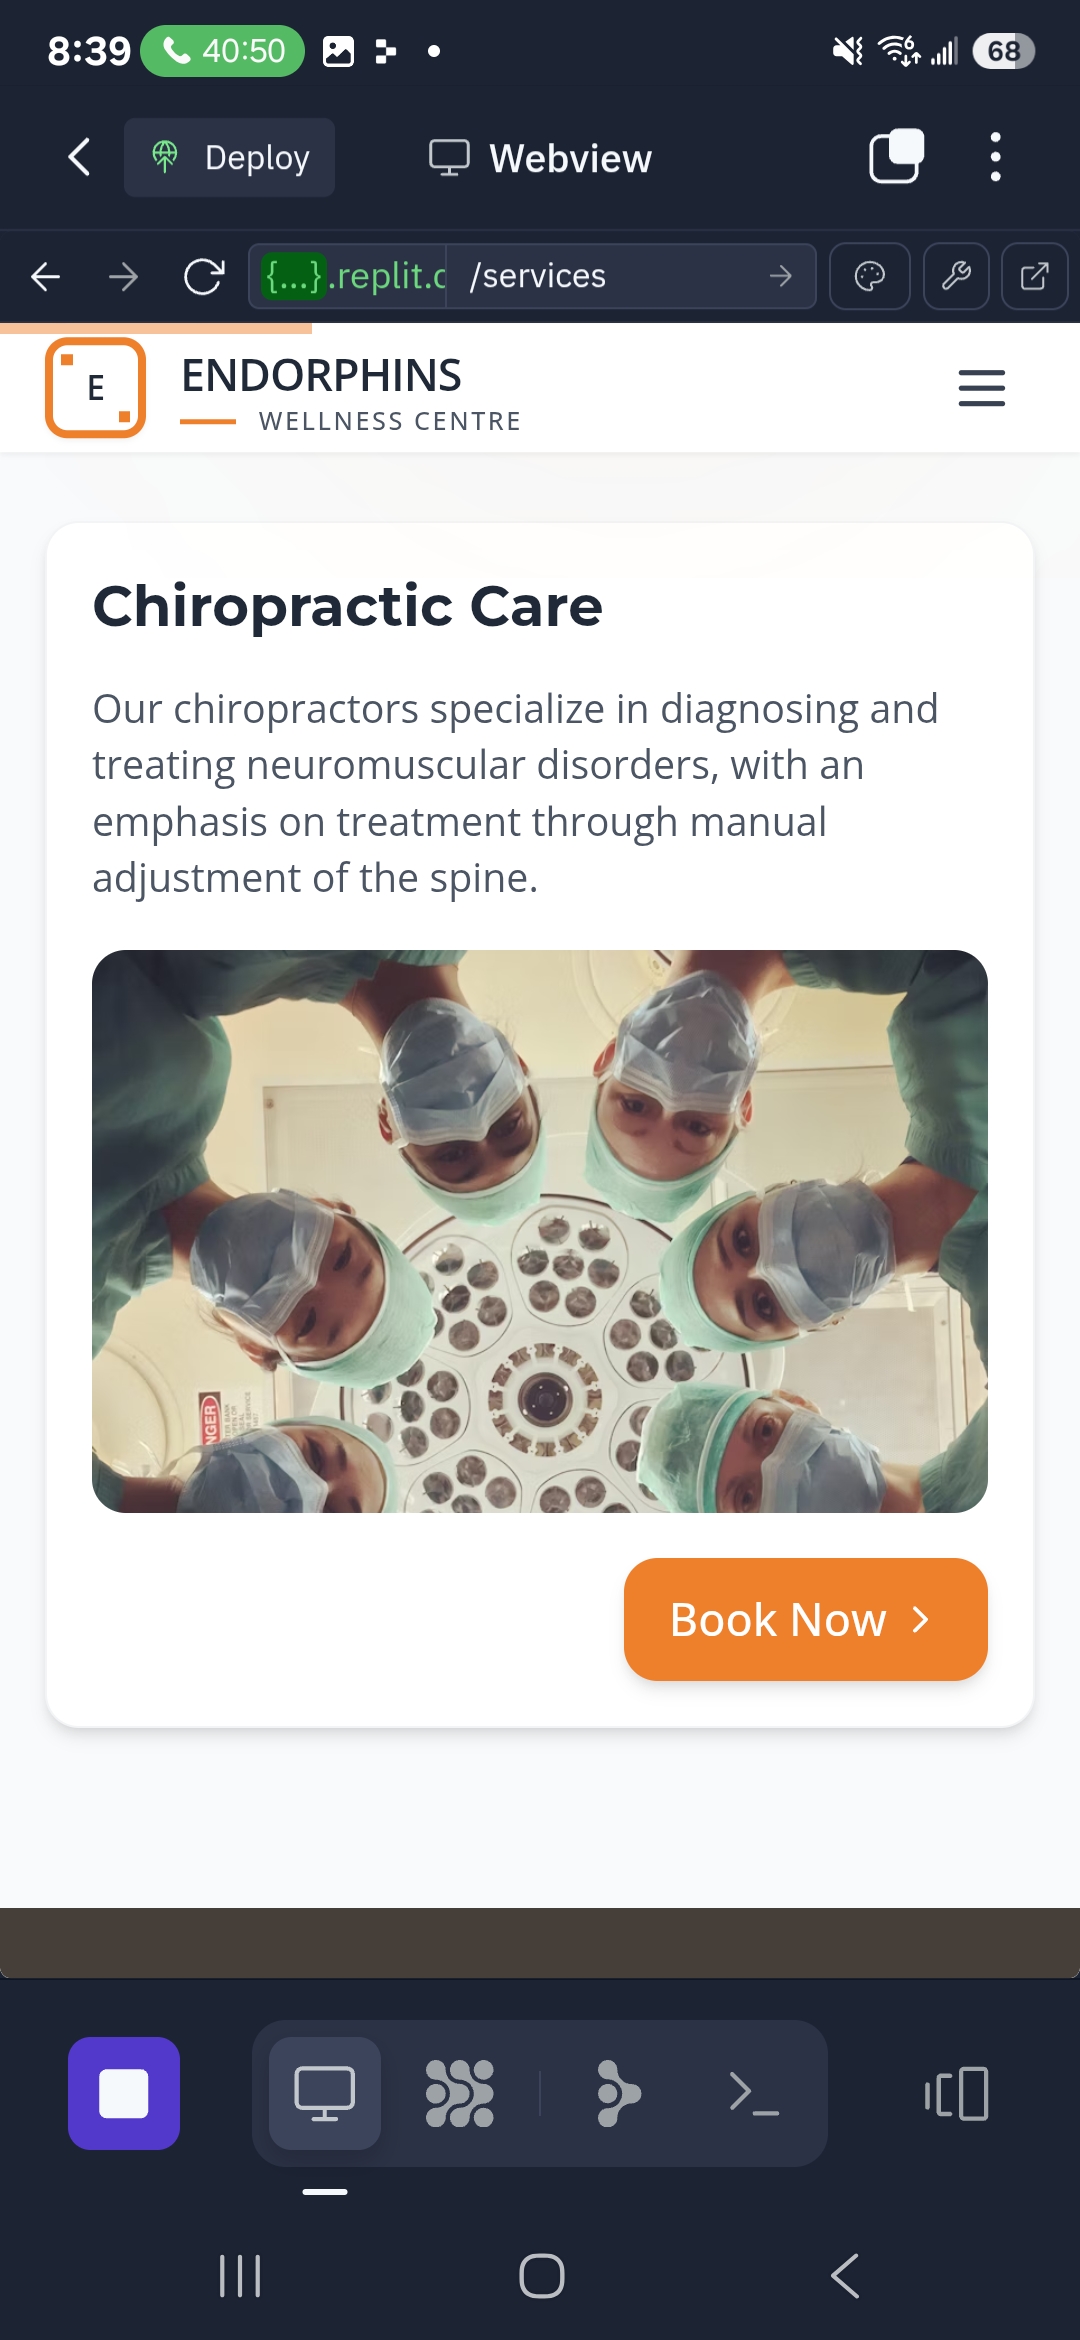 8:39 40:50 68
Deploy Webview
{...}.replit.c /services
E
ENDORPHINS
WELLNESS CENTRE
Chiropractic Care
Our chiropractors specialize in diagnosing and
treating neuromuscular disorders, with an
emphasis on treatment through manual
adjustment of the spine.
NGER
Book Now